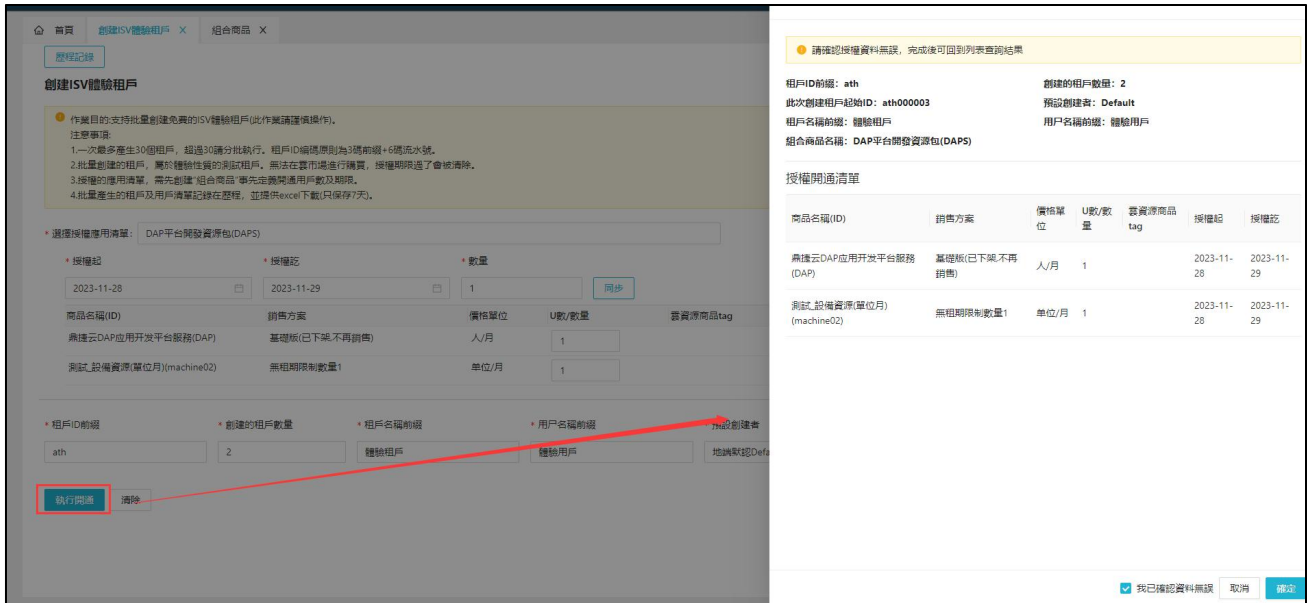 首頁 創建ISV體驗租戶 X 組合商品 X
歷程記錄
創建ISV體驗租戶
作業目的:支持批量創建免費的ISV體驗租戶(此作業請謹慎操作)。
注意事項:
1.一次最多產生30個租戶，超過30請分批執行。租戶ID编碼原則為3碼前綴+6碼流水號。
2.批量創建的租戶，屬於體驗性質的測試租戶。無法在雲市場進行購買，授權期限過了會被清除。
3.授權的應用清單，需先創建"組合商品"事先定義開通用戶數及期限。
4.批量產生的租戶及用戶清單記錄在歷程，並提供excel下載(只保存7天)。
* 選擇授權應用清單： DAP平台開發資源包(DAPS)
* 授權起 * 授權訖 * 數量
2023-11-28 2023-11-29 1 同步
商品名稱(ID) 銷售方案 價格單位 U數/數量 雲資源商品tag
鼎捷云DAP应用开发平台服務(DAP) 基礎版(已下架,不再銷售) 人/月 1
測試_設備資源(單位月)(machine02) 無租期限制數量1 单位/月 1
* 租戶ID前綴 * 創建的租戶數量 * 租戶名稱前綴 * 用戶名稱前綴 預設創建者
ath 2 體驗租戶 體驗用戶 地端默認Defa
執行開通 清除
請確認授權資料無誤，完成後可回到列表查詢結果
租戶ID前綴：ath 創建的租戶數量：2
此次創建租戶起始ID：ath000003 預設創建者：Default
租戶名稱前綴：體驗租戶 用戶名稱前綴：體驗用戶
組合商品名稱：DAP平台開發資源包(DAPS)
授權開通清單
商品名稱(ID) 銷售方案 價格單位 U數/數量 雲資源商品tag 授權起 授權訖
鼎捷云DAP应用开发平台服務(DAP) 基礎版(已下架,不再銷售) 人/月 1 2023-11-28 2023-11-29
測試_設備資源(單位月)(machine02) 無租期限制數量1 单位/月 1 2023-11-28 2023-11-29
我已確認資料無誤 取消 確定